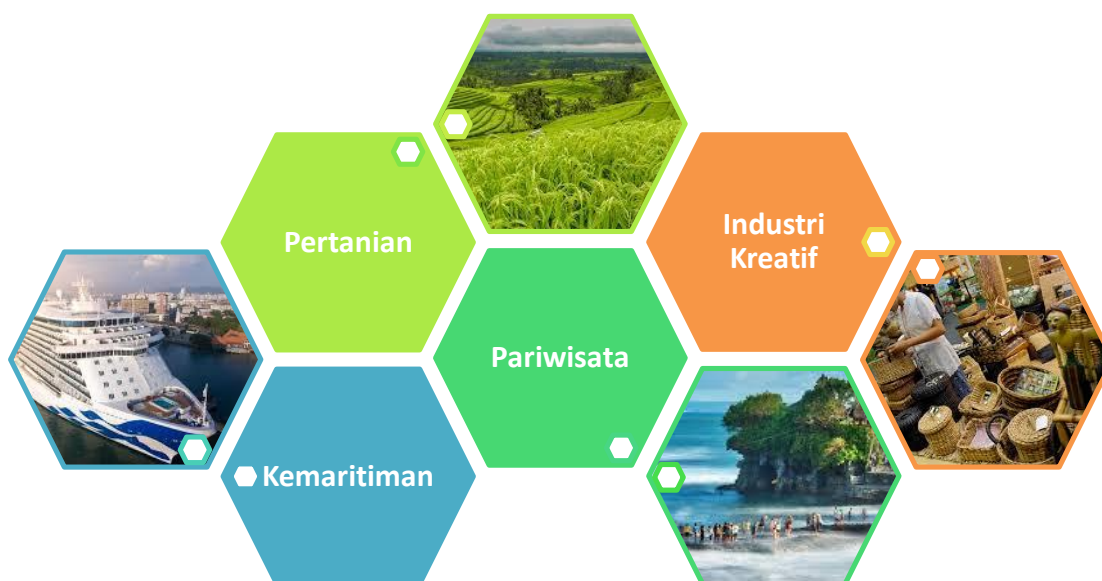 Pertanian
Industri
Kreatif
Pariwisata
Kemaritiman